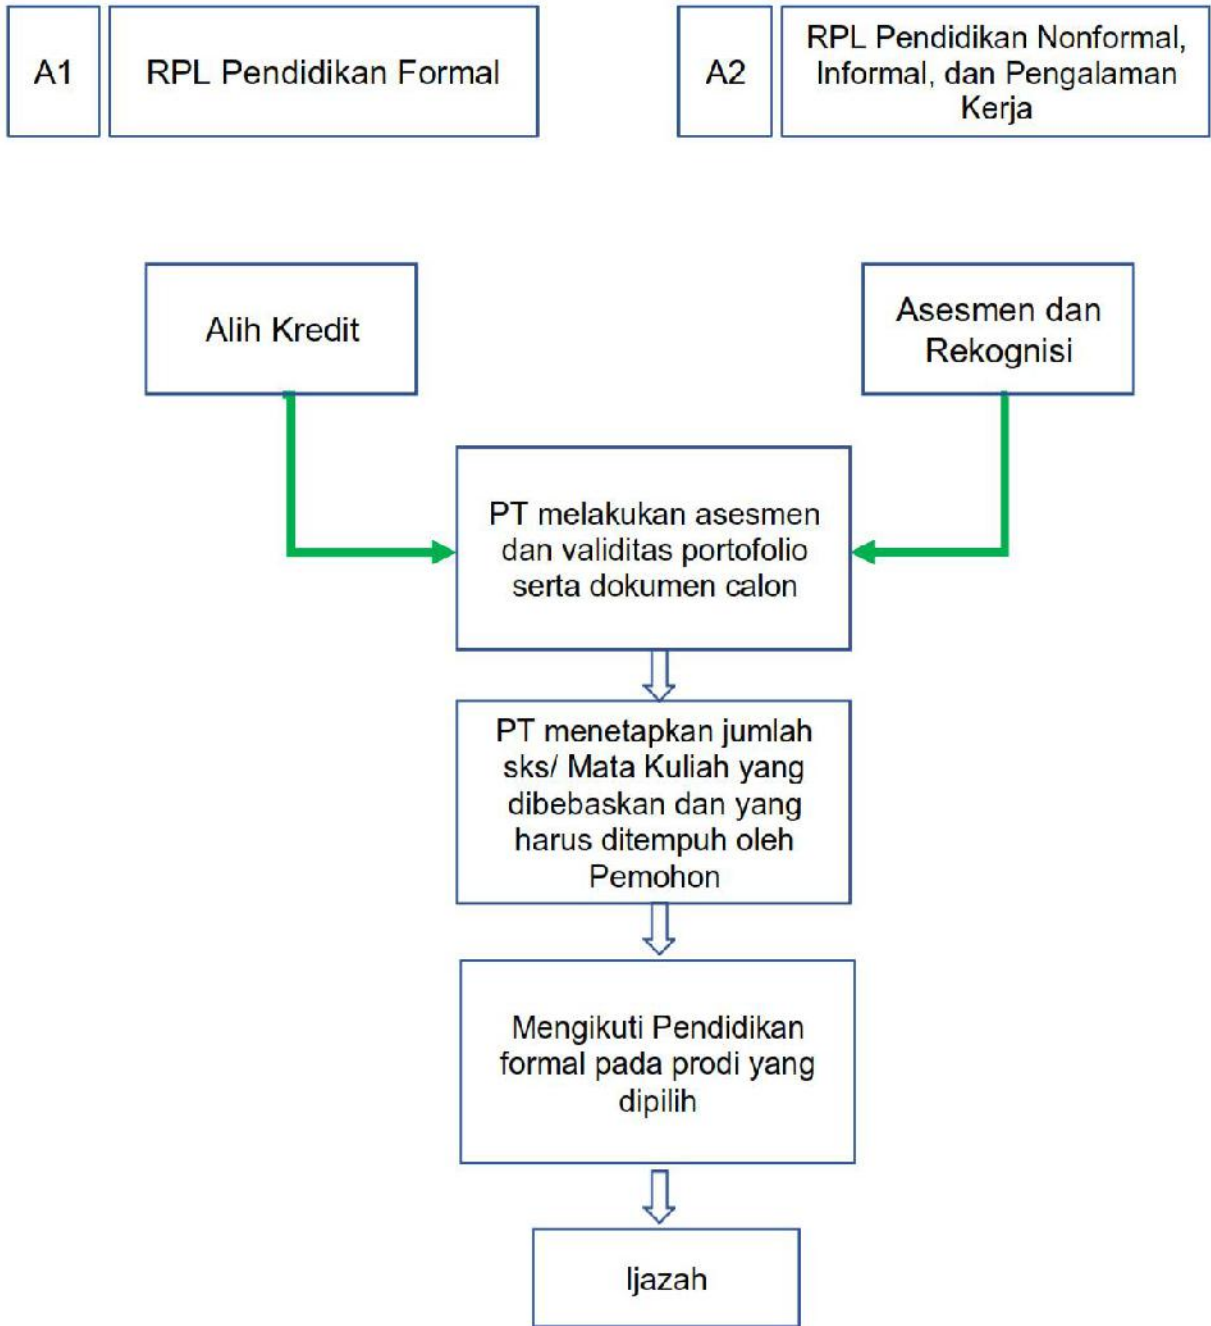 A1
RPL Pendidikan Formal
A2
RPL Pendidikan Nonformal,
Informal, dan Pengalaman
Kerja
Alih Kredit
Asesmen dan
Rekognisi
PT melakukan asesmen
dan validitas portofolio
serta dokumen calon
PT menetapkan jumlah
sks/ Mata Kuliah yang
dibebaskan dan yang
harus ditempuh oleh
Pemohon
Mengikuti Pendidikan
formal pada prodi yang
dipilih
Ijazah